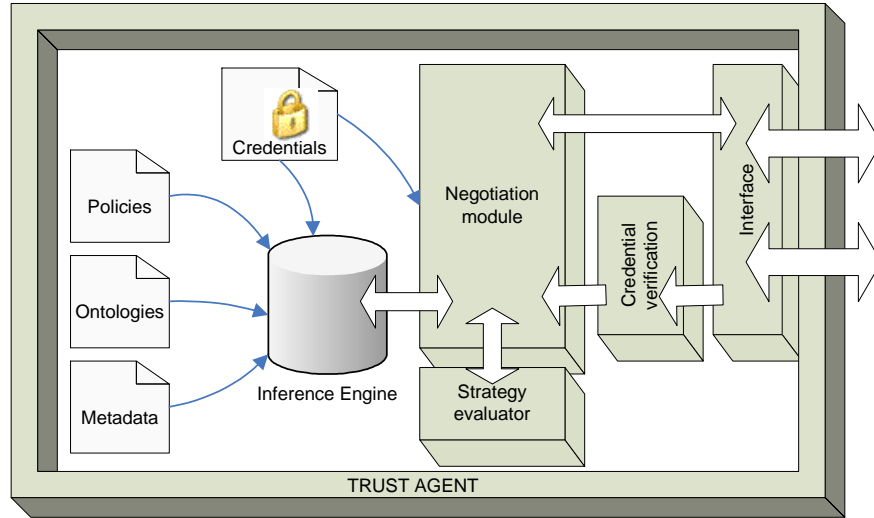 Credentials
Policies
Negotiation
module
Interface
Credential
verification
Ontologies
Inference Engine
Strategy
evaluator
Metadata
TRUST AGENT